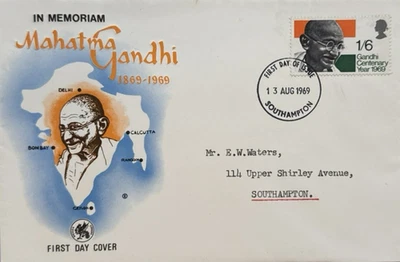 IN MEMORIAM
Mahatma Gandhi
1869-1969
DELHI
CALCUTTA
BOMBAY
FIRST DAY COVER
FIRST DAY OF ISSUE
13 AUG 1969
SOUTHAMPTON
1/6
Gandhi
Centenary
Year 1969
Mr. E.W.Waters,
114 Upper Shirley Avenue,
SOUTHAMPTON.